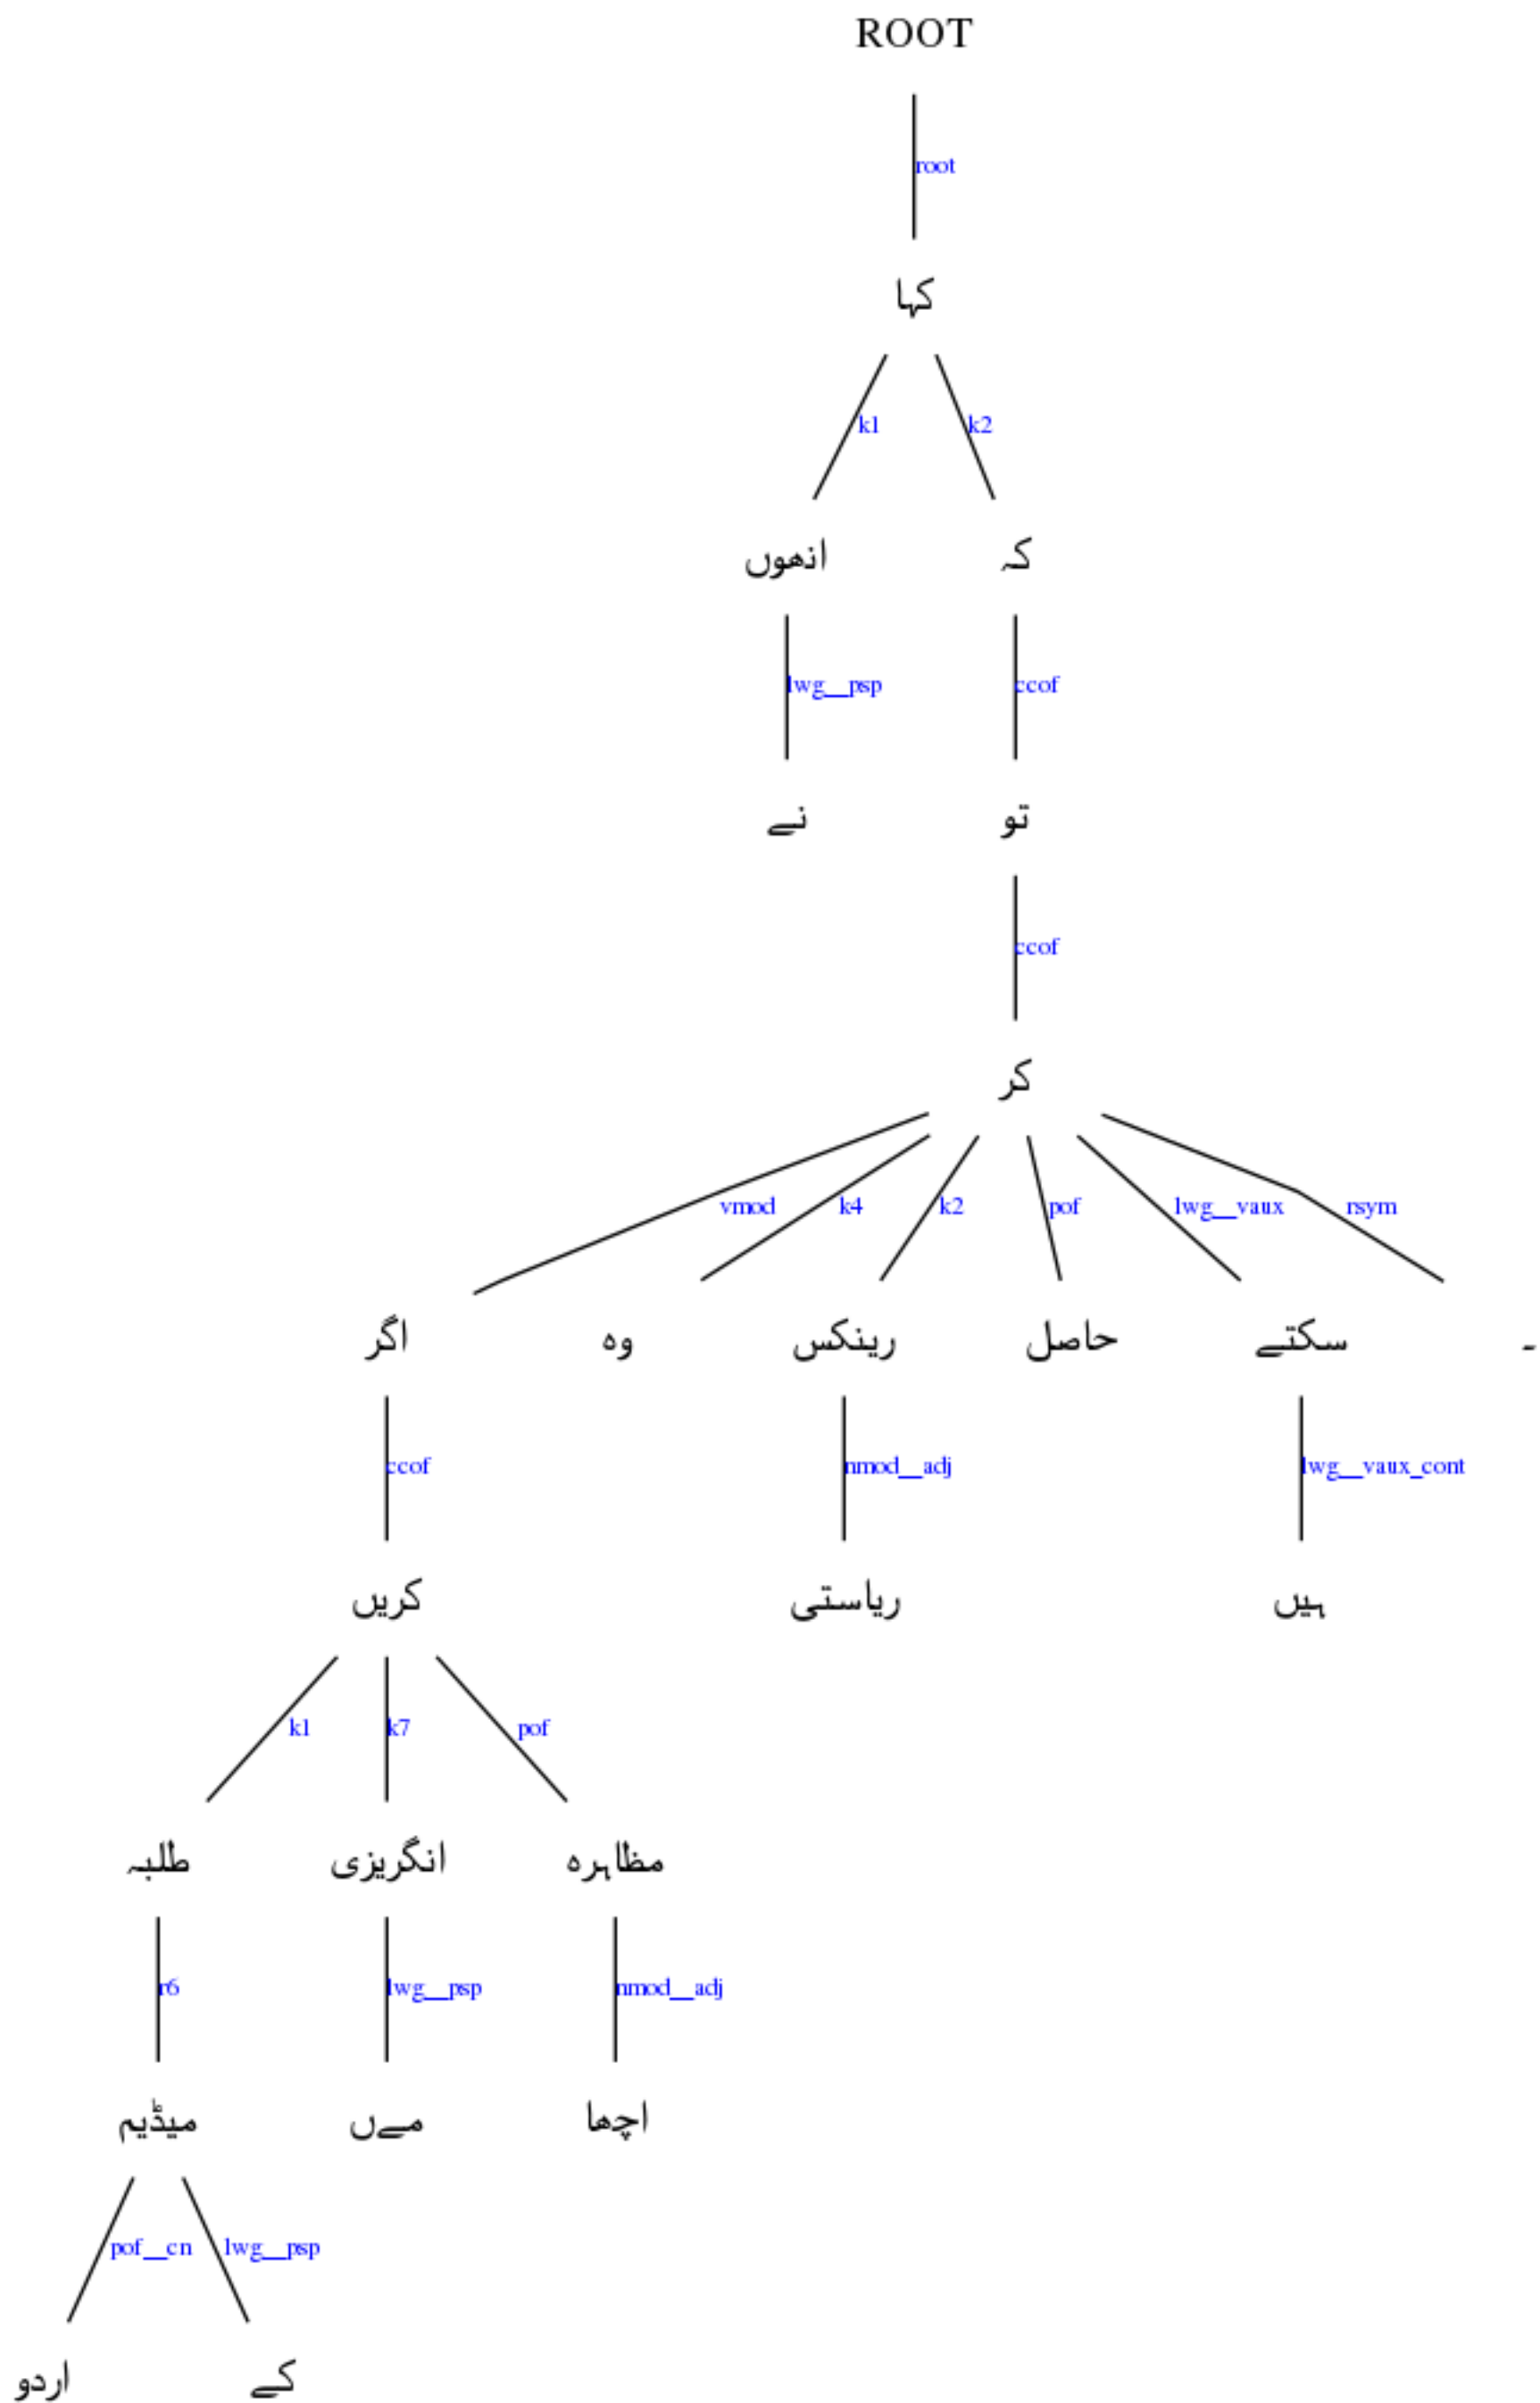 ROOT
root
کہا
k1 k2
انھوں کہ
lwg__psp ccof
نے تو
ccof
کر
vmod k4 k2 pof lwg__vaux rsym
اگر وہ رینکس حاصل سکتے ۔
ccof nmod__adj lwg__vaux_cont
کریں ریاستی ہیں
k1 k7 pof
طلبہ انگریزی مظاہرہ
r6 lwg__psp nmod__adj
میڈیم مےں اچھا
pof__cn lwg__psp
اردو کے